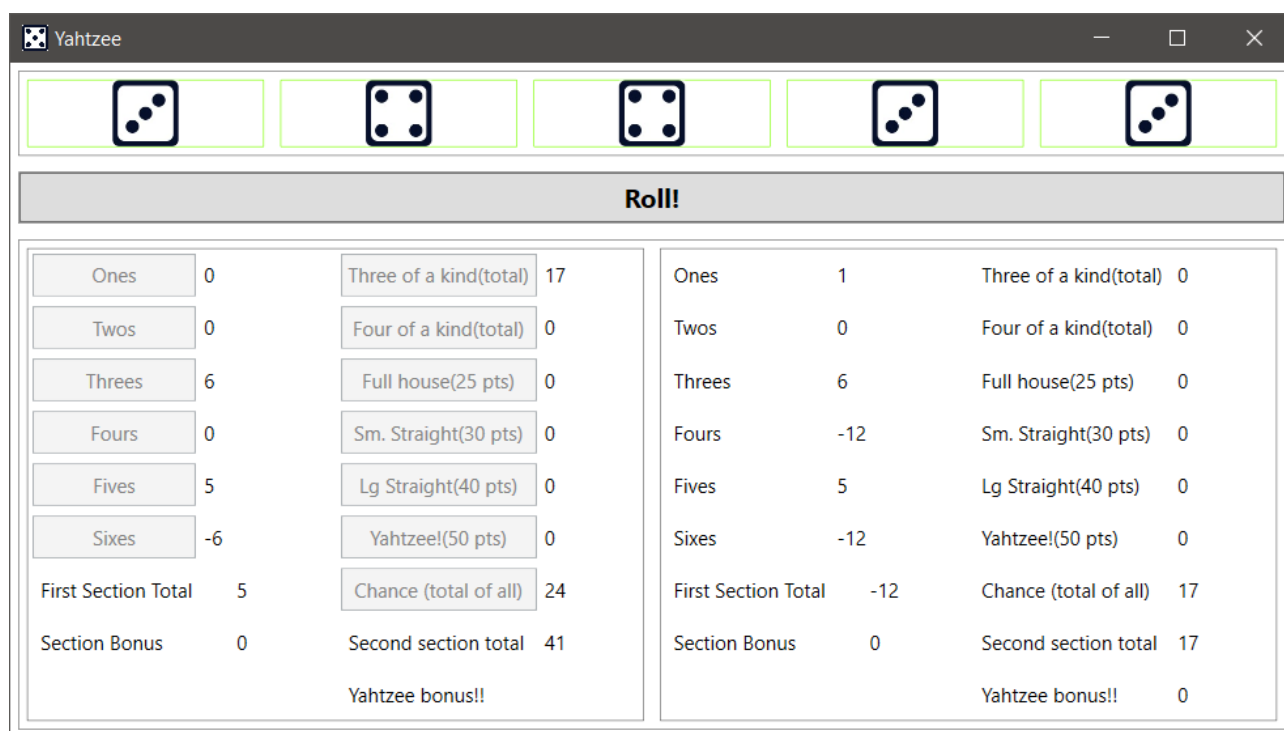 Yahtzee
Roll!
Ones 0 Three of a kind(total) 17
Twos 0 Four of a kind(total) 0
Threes 6 Full house(25 pts) 0
Fours 0 Sm. Straight(30 pts) 0
Fives 5 Lg Straight(40 pts) 0
Sixes -6 Yahtzee!(50 pts) 0
First Section Total 5 Chance (total of all) 24
Section Bonus 0 Second section total 41
Yahtzee bonus!!
Ones 1 Three of a kind(total) 0
Twos 0 Four of a kind(total) 0
Threes 6 Full house(25 pts) 0
Fours -12 Sm. Straight(30 pts) 0
Fives 5 Lg Straight(40 pts) 0
Sixes -12 Yahtzee!(50 pts) 0
First Section Total -12 Chance (total of all) 17
Section Bonus 0 Second section total 17
Yahtzee bonus!! 0